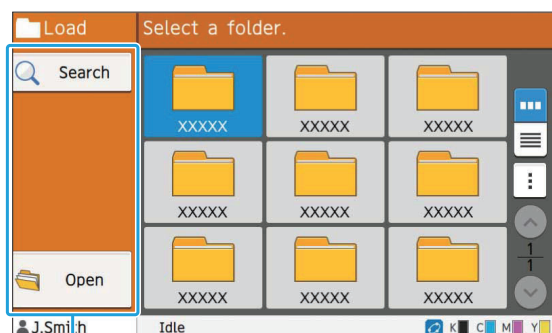 Load
Select a folder.
Search
XXXXX XXXXX XXXXX
XXXXX XXXXX XXXXX
1
1
Open
XXXXX XXXXX XXXXX
J.Smith
Idle
K C M Y